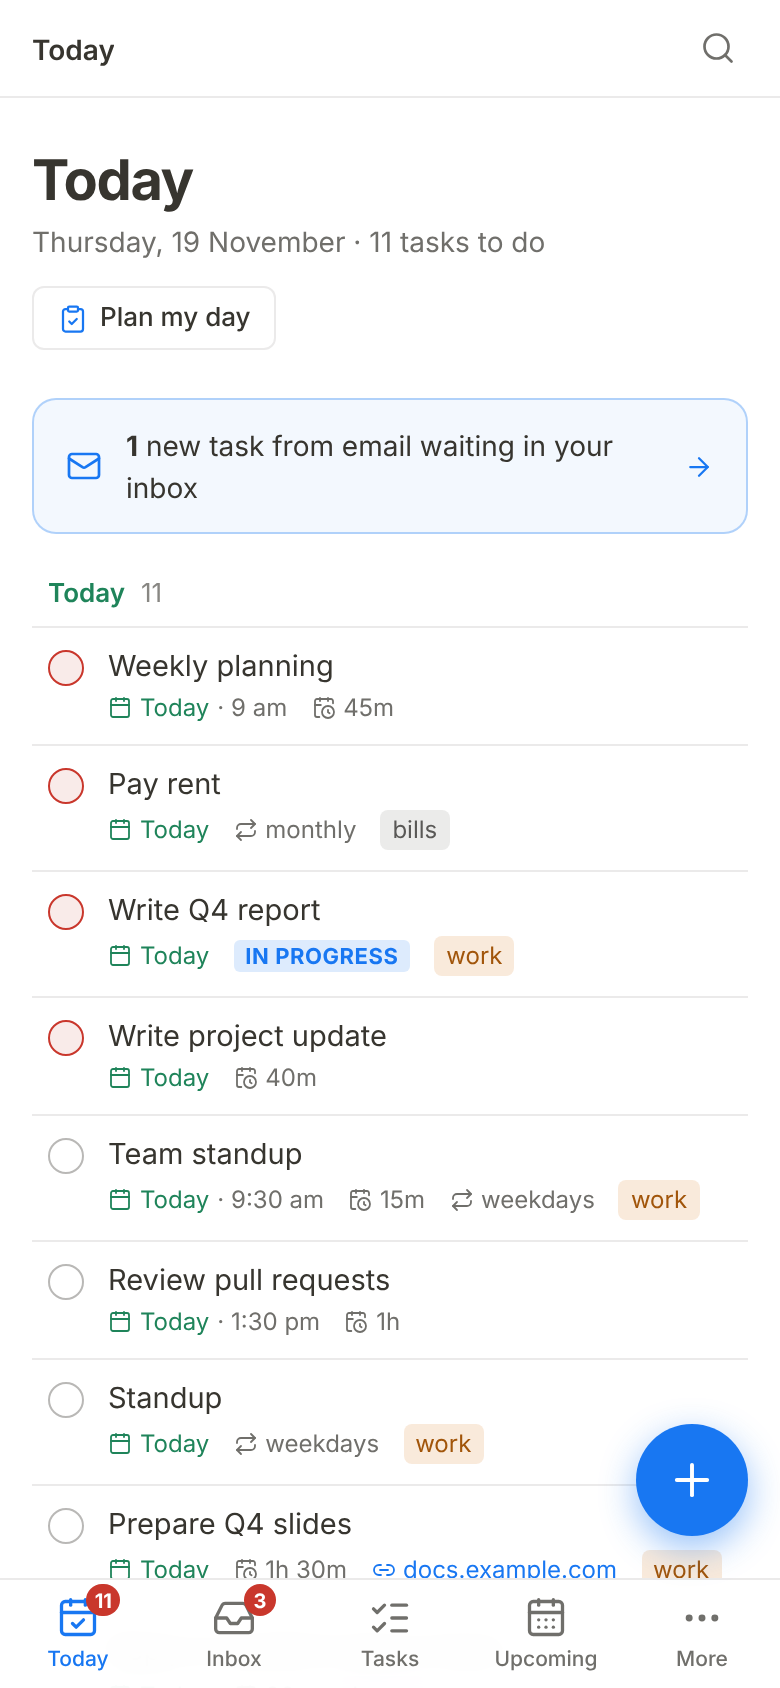 Today
Today
Thursday, 19 November · 11 tasks to do
Plan my day
1 new task from email waiting in your
inbox
Today 11
Weekly planning
Today · 9 am 45m
Pay rent
Today monthly bills
Write Q4 report
Today IN PROGRESS work
Write project update
Today 40m
Team standup
Today · 9:30 am 15m weekdays work
Review pull requests
Today · 1:30 pm 1h
Standup
Today weekdays work
Prepare Q4 slides
Today 1h 30m docs.example.com work
11 3
Today Inbox Tasks Upcoming More